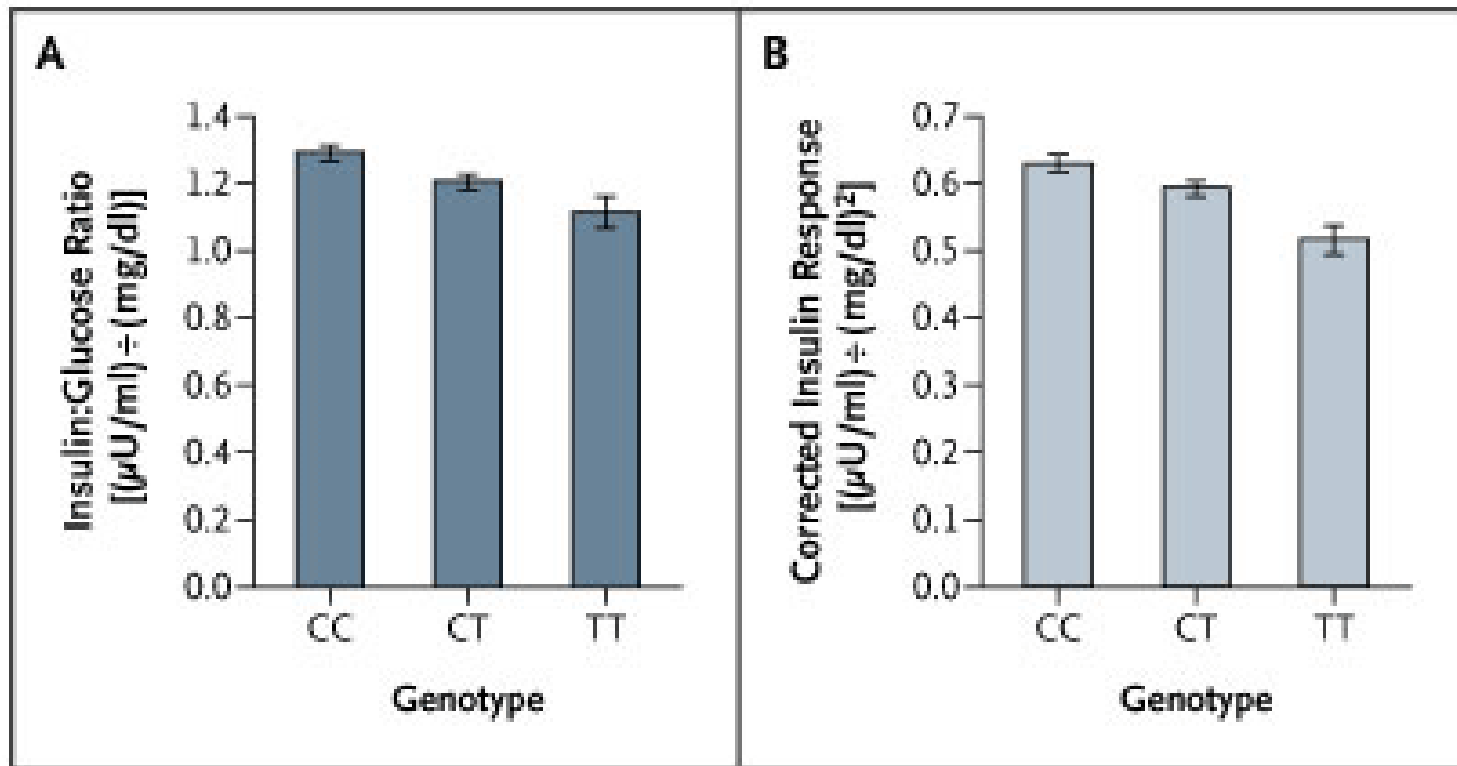 A
Insulin:Glucose Ratio
[(µU/ml)÷(mg/dl)]
1.4
1.2
1.0
0.8
0.6
0.4
0.2
0.0
CC CT TT
Genotype
B
Corrected Insulin Response
[(µU/ml)÷(mg/dl)²]
0.7
0.6
0.5
0.4
0.3
0.2
0.1
0.0
CC CT TT
Genotype